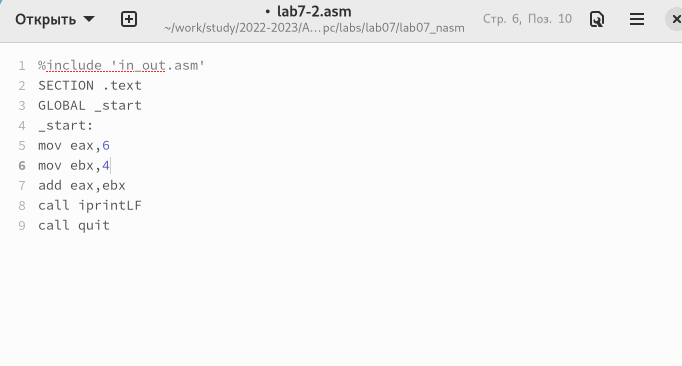 Открыть
• lab7-2.asm
~/work/study/2022-2023/A…pc/labs/lab07/lab07_nasm
Стр. 6, Поз. 10
1 %include 'in_out.asm'
2 SECTION .text
3 GLOBAL _start
4 _start:
5 mov eax,6
6 mov ebx,4
7 add eax,ebx
8 call iprintLF
9 call quit